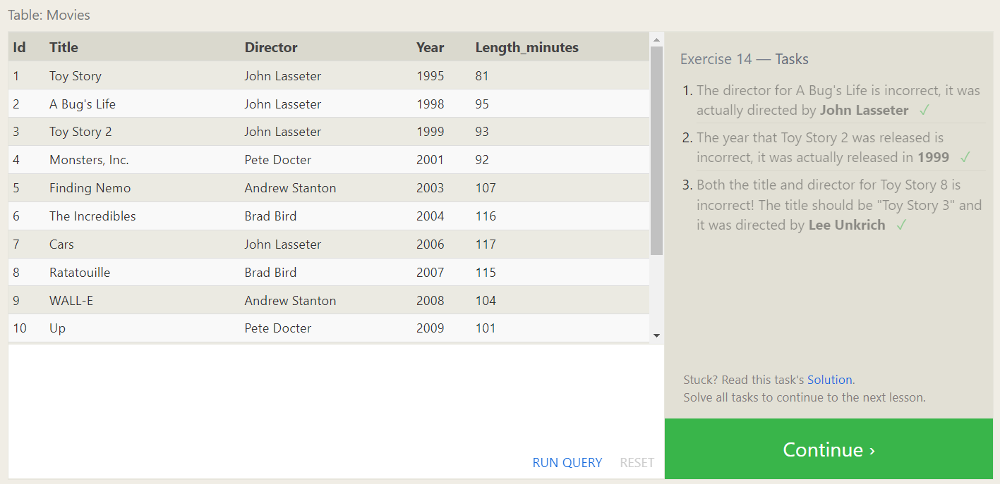 Table: Movies
Id Title Director Year Length_minutes
1 Toy Story John Lasseter 1995 81
2 A Bug's Life John Lasseter 1998 95
3 Toy Story 2 John Lasseter 1999 93
4 Monsters, Inc. Pete Docter 2001 92
5 Finding Nemo Andrew Stanton 2003 107
6 The Incredibles Brad Bird 2004 116
7 Cars John Lasseter 2006 117
8 Ratatouille Brad Bird 2007 115
9 WALL-E Andrew Stanton 2008 104
10 Up Pete Docter 2009 101
RUN QUERY RESET
Exercise 14 — Tasks
1. The director for A Bug's Life is incorrect, it was
actually directed by John Lasseter ✓
2. The year that Toy Story 2 was released is
incorrect, it was actually released in 1999 ✓
3. Both the title and director for Toy Story 8 is
incorrect! The title should be "Toy Story 3" and
it was directed by Lee Unkrich ✓
Stuck? Read this task's Solution.
Solve all tasks to continue to the next lesson.
Continue ›